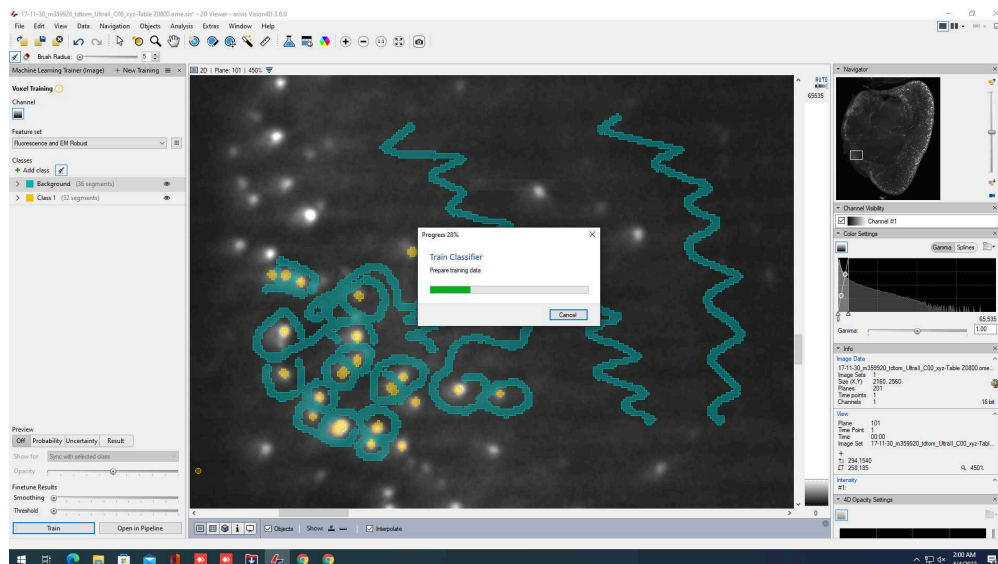 17-11-30_m359920_tdtom_UltraII_C00_xyz-Table Z0800.ome.sis* - 2D Viewer - arivis Vision4D 3.6.0
File Edit View Data Navigation Objects Analysis Extras Window Help
Brush Radius: 5
Machine Learning Trainer (Image) + New Training
2D | Plane: 101 | 450%
Voxel Training
Channel
Feature set
Fluorescence and EM Robust
Classes
+ Add class
Background (36 segments)
Class 1 (52 segments)
Preview
Off Probability Uncertainty Result
Show for Sync with selected class
Opacity
Finetune Results
Smoothing
Threshold
Train Open in Pipeline
Progress 28%
Train Classifier
Prepare training data
Cancel
AUTO
65535
0
Objects Show: Interpolate
Navigator
Channel Visibility
Channel #1
Color Settings
Gamma Splines
0 65,535
Gamma: 1.00
Info
Image Data
17-11-30_m359920_tdtom_UltraII_C00_xyz-Table Z0800.ome...
Image Sets 1
Size (X,Y) 2160, 2560
Planes 201
Time points 1
Channels 1 16 bit
View
Plane 101
Time Point 1
Time 00:00
Image Set 17-11-30_m359920_tdtom_UltraII_C00_xyz-Tabl...
294,1540
258,185 450%
Intensity
#1:
4D Opacity Settings
2:00 AM
4/4/2022